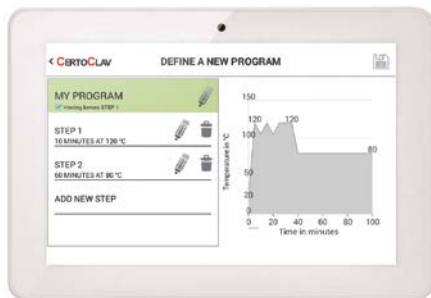 < CERTOCLAV
DEFINE A NEW PROGRAM
MY PROGRAM
STEP 1
10 MINUTES AT 120 °C
STEP 2
60 MINUTES AT 80 °C
ADD NEW STEP
150
120 120
100
80
50
20
0
0 20 40 60 80 100
Temperature in °C
Time in minutes